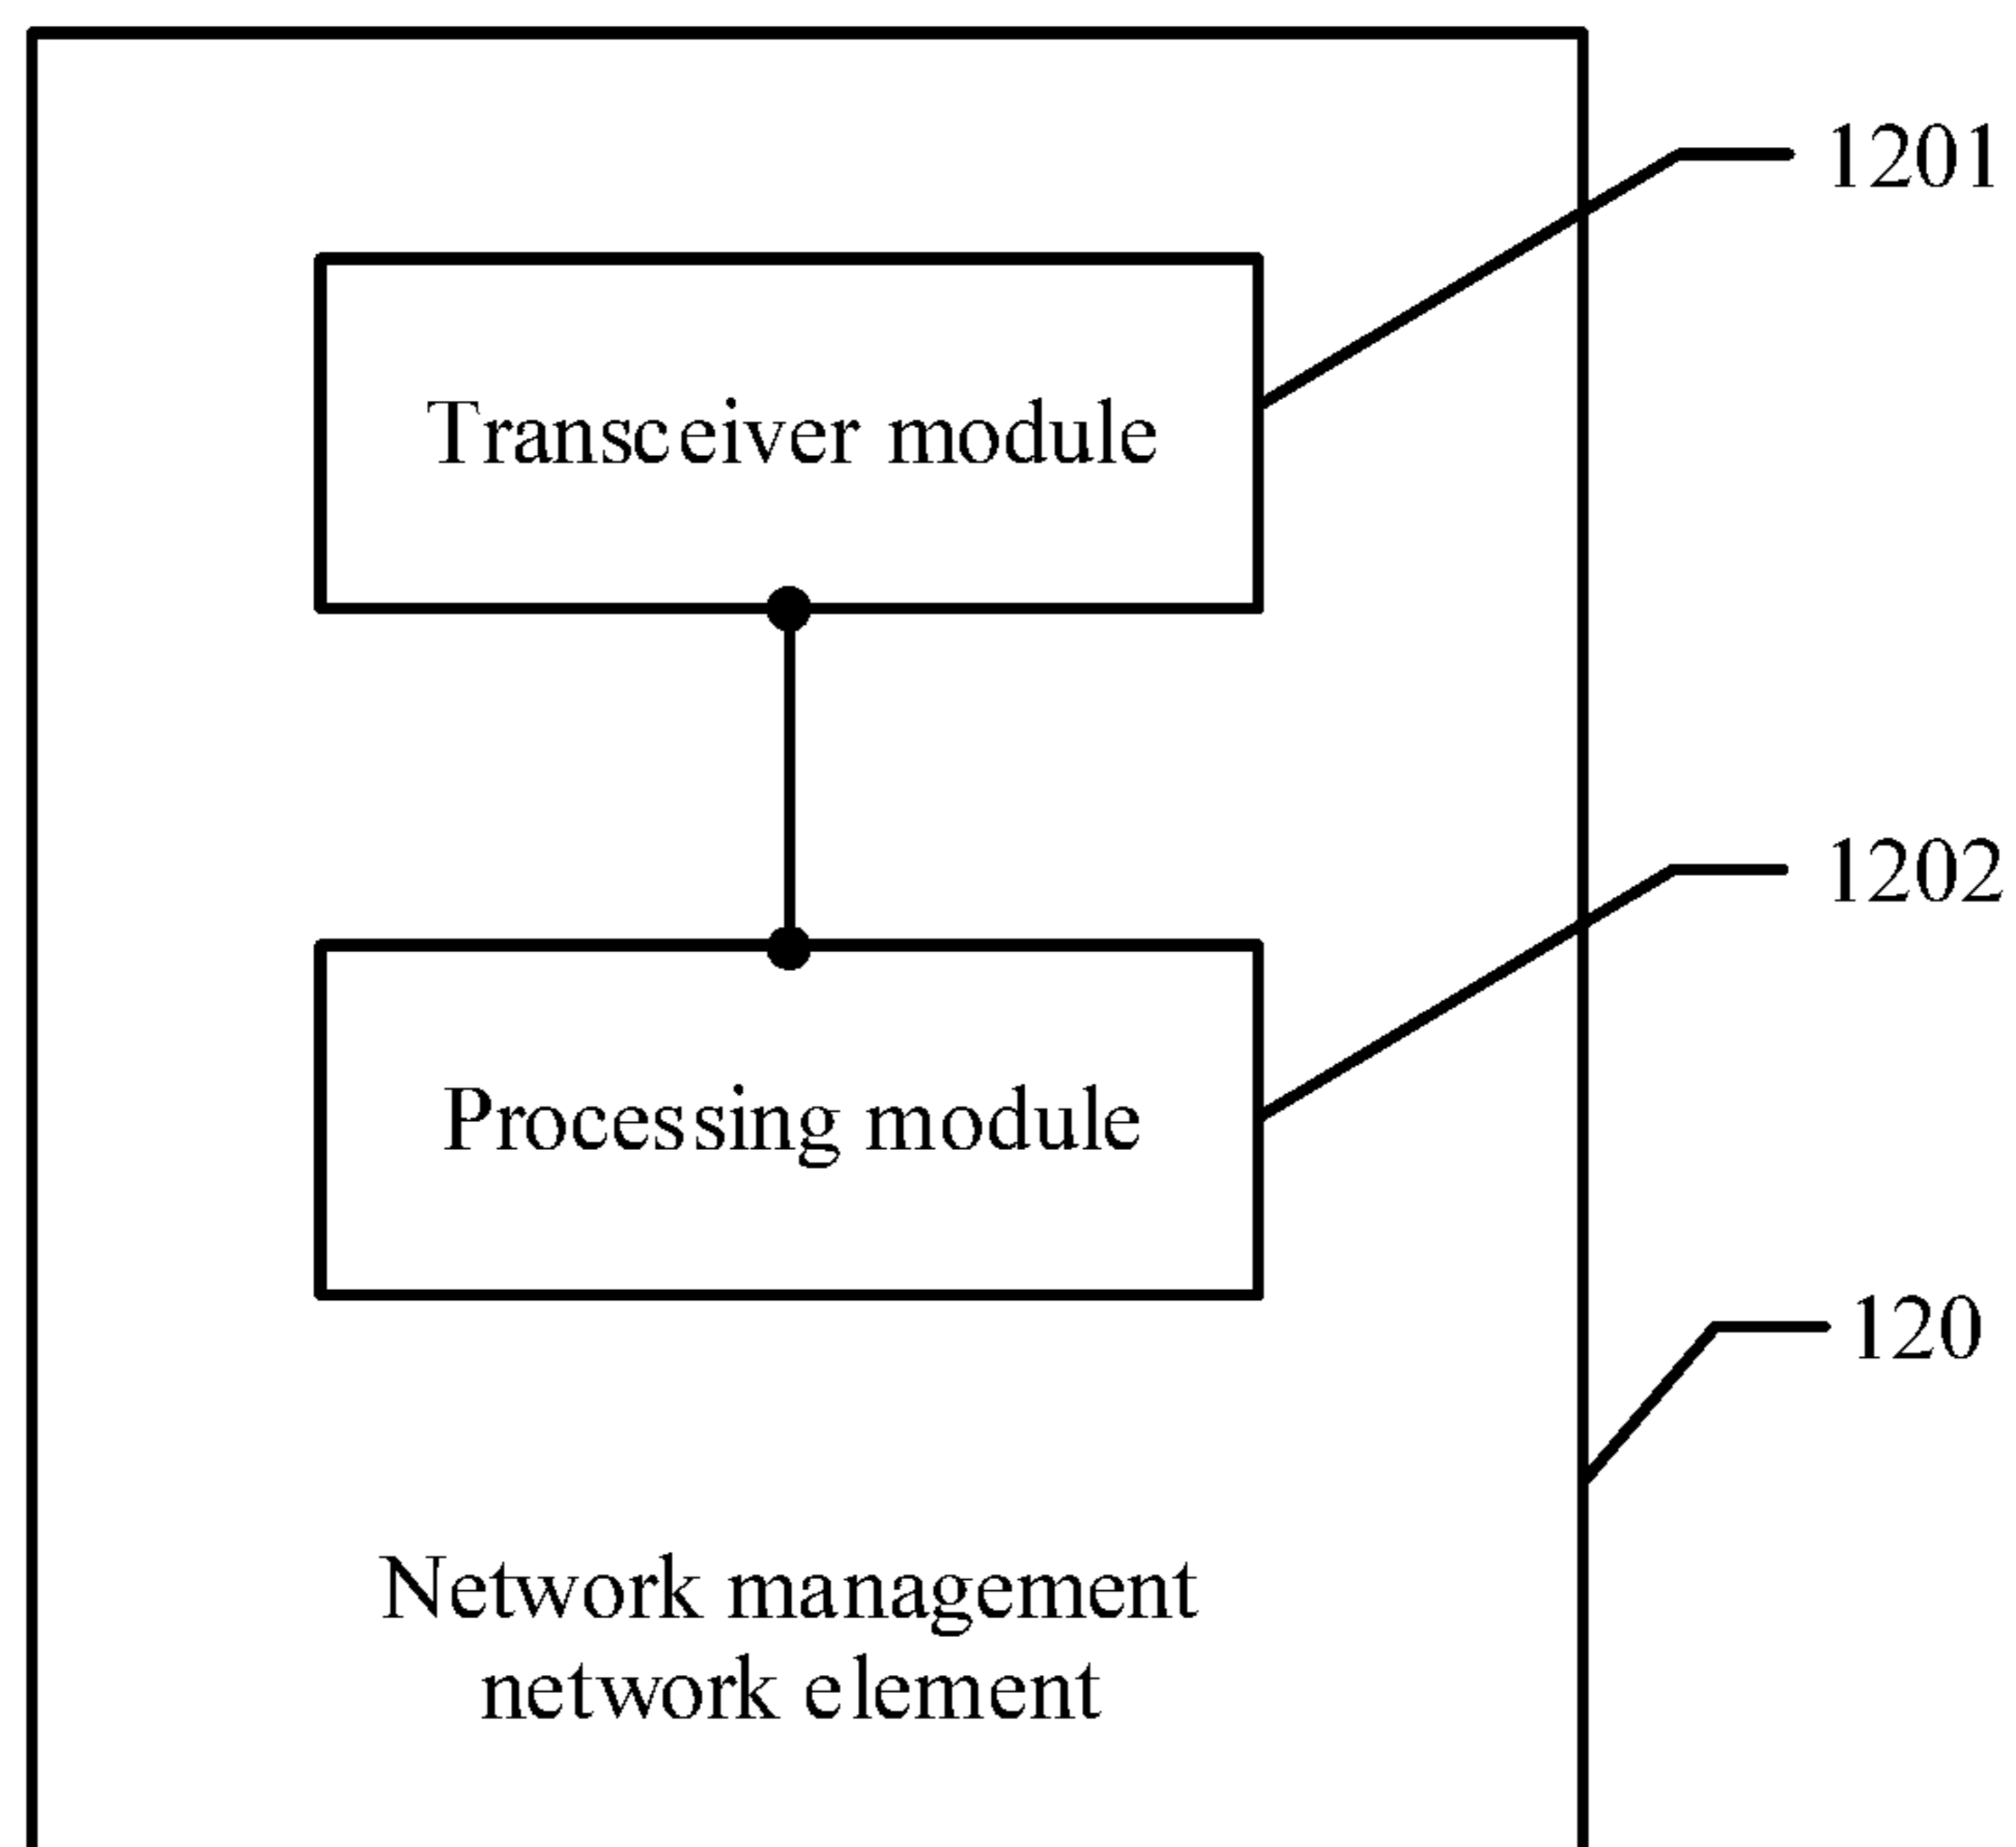 1201
Transceiver module
1202
Processing module
120
Network management
network element